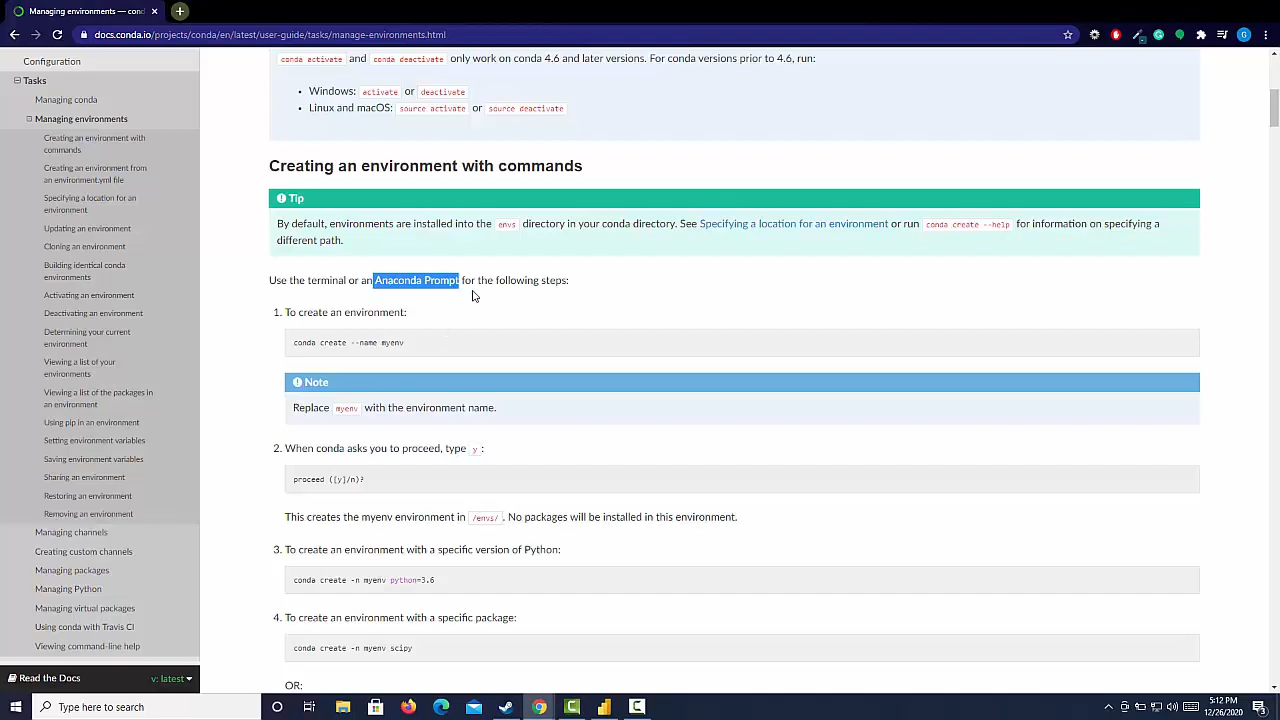 Managing environments — cond
docs.conda.io/projects/conda/en/latest/user-guide/tasks/manage-environments.html
G
Configuration
Tasks
Managing conda
Managing environments
Creating an environment with
commands
Creating an environment from
an environment.yml file
Specifying a location for an
environment
Updating an environment
Cloning an environment
Building identical conda
environments
Activating an environment
Deactivating an environment
Determining your current
environment
Viewing a list of your
environments
Viewing a list of the packages in
an environment
Using pip in an environment
Setting environment variables
Saving environment variables
Sharing an environment
Restoring an environment
Removing an environment
Managing channels
Creating custom channels
Managing packages
Managing Python
Managing virtual packages
Using conda with Travis CI
Viewing command-line help
Read the Docs
v: latest
conda activate and conda deactivate only work on conda 4.6 and later versions. For conda versions prior to 4.6, run:
• Windows: activate or deactivate
• Linux and macOS: source activate or source deactivate
Creating an environment with commands
Tip
By default, environments are installed into the envs directory in your conda directory. See Specifying a location for an environment or run conda create --help for information on specifying a
different path.
Use the terminal or an Anaconda Prompt for the following steps:
1. To create an environment:
conda create --name myenv
Note
Replace myenv with the environment name.
2. When conda asks you to proceed, type y :
proceed ([y]/n)?
This creates the myenv environment in /envs/ . No packages will be installed in this environment.
3. To create an environment with a specific version of Python:
conda create -n myenv python=3.6
4. To create an environment with a specific package:
conda create -n myenv scipy
OR:
Type here to search
5:12 PM
12/26/2020